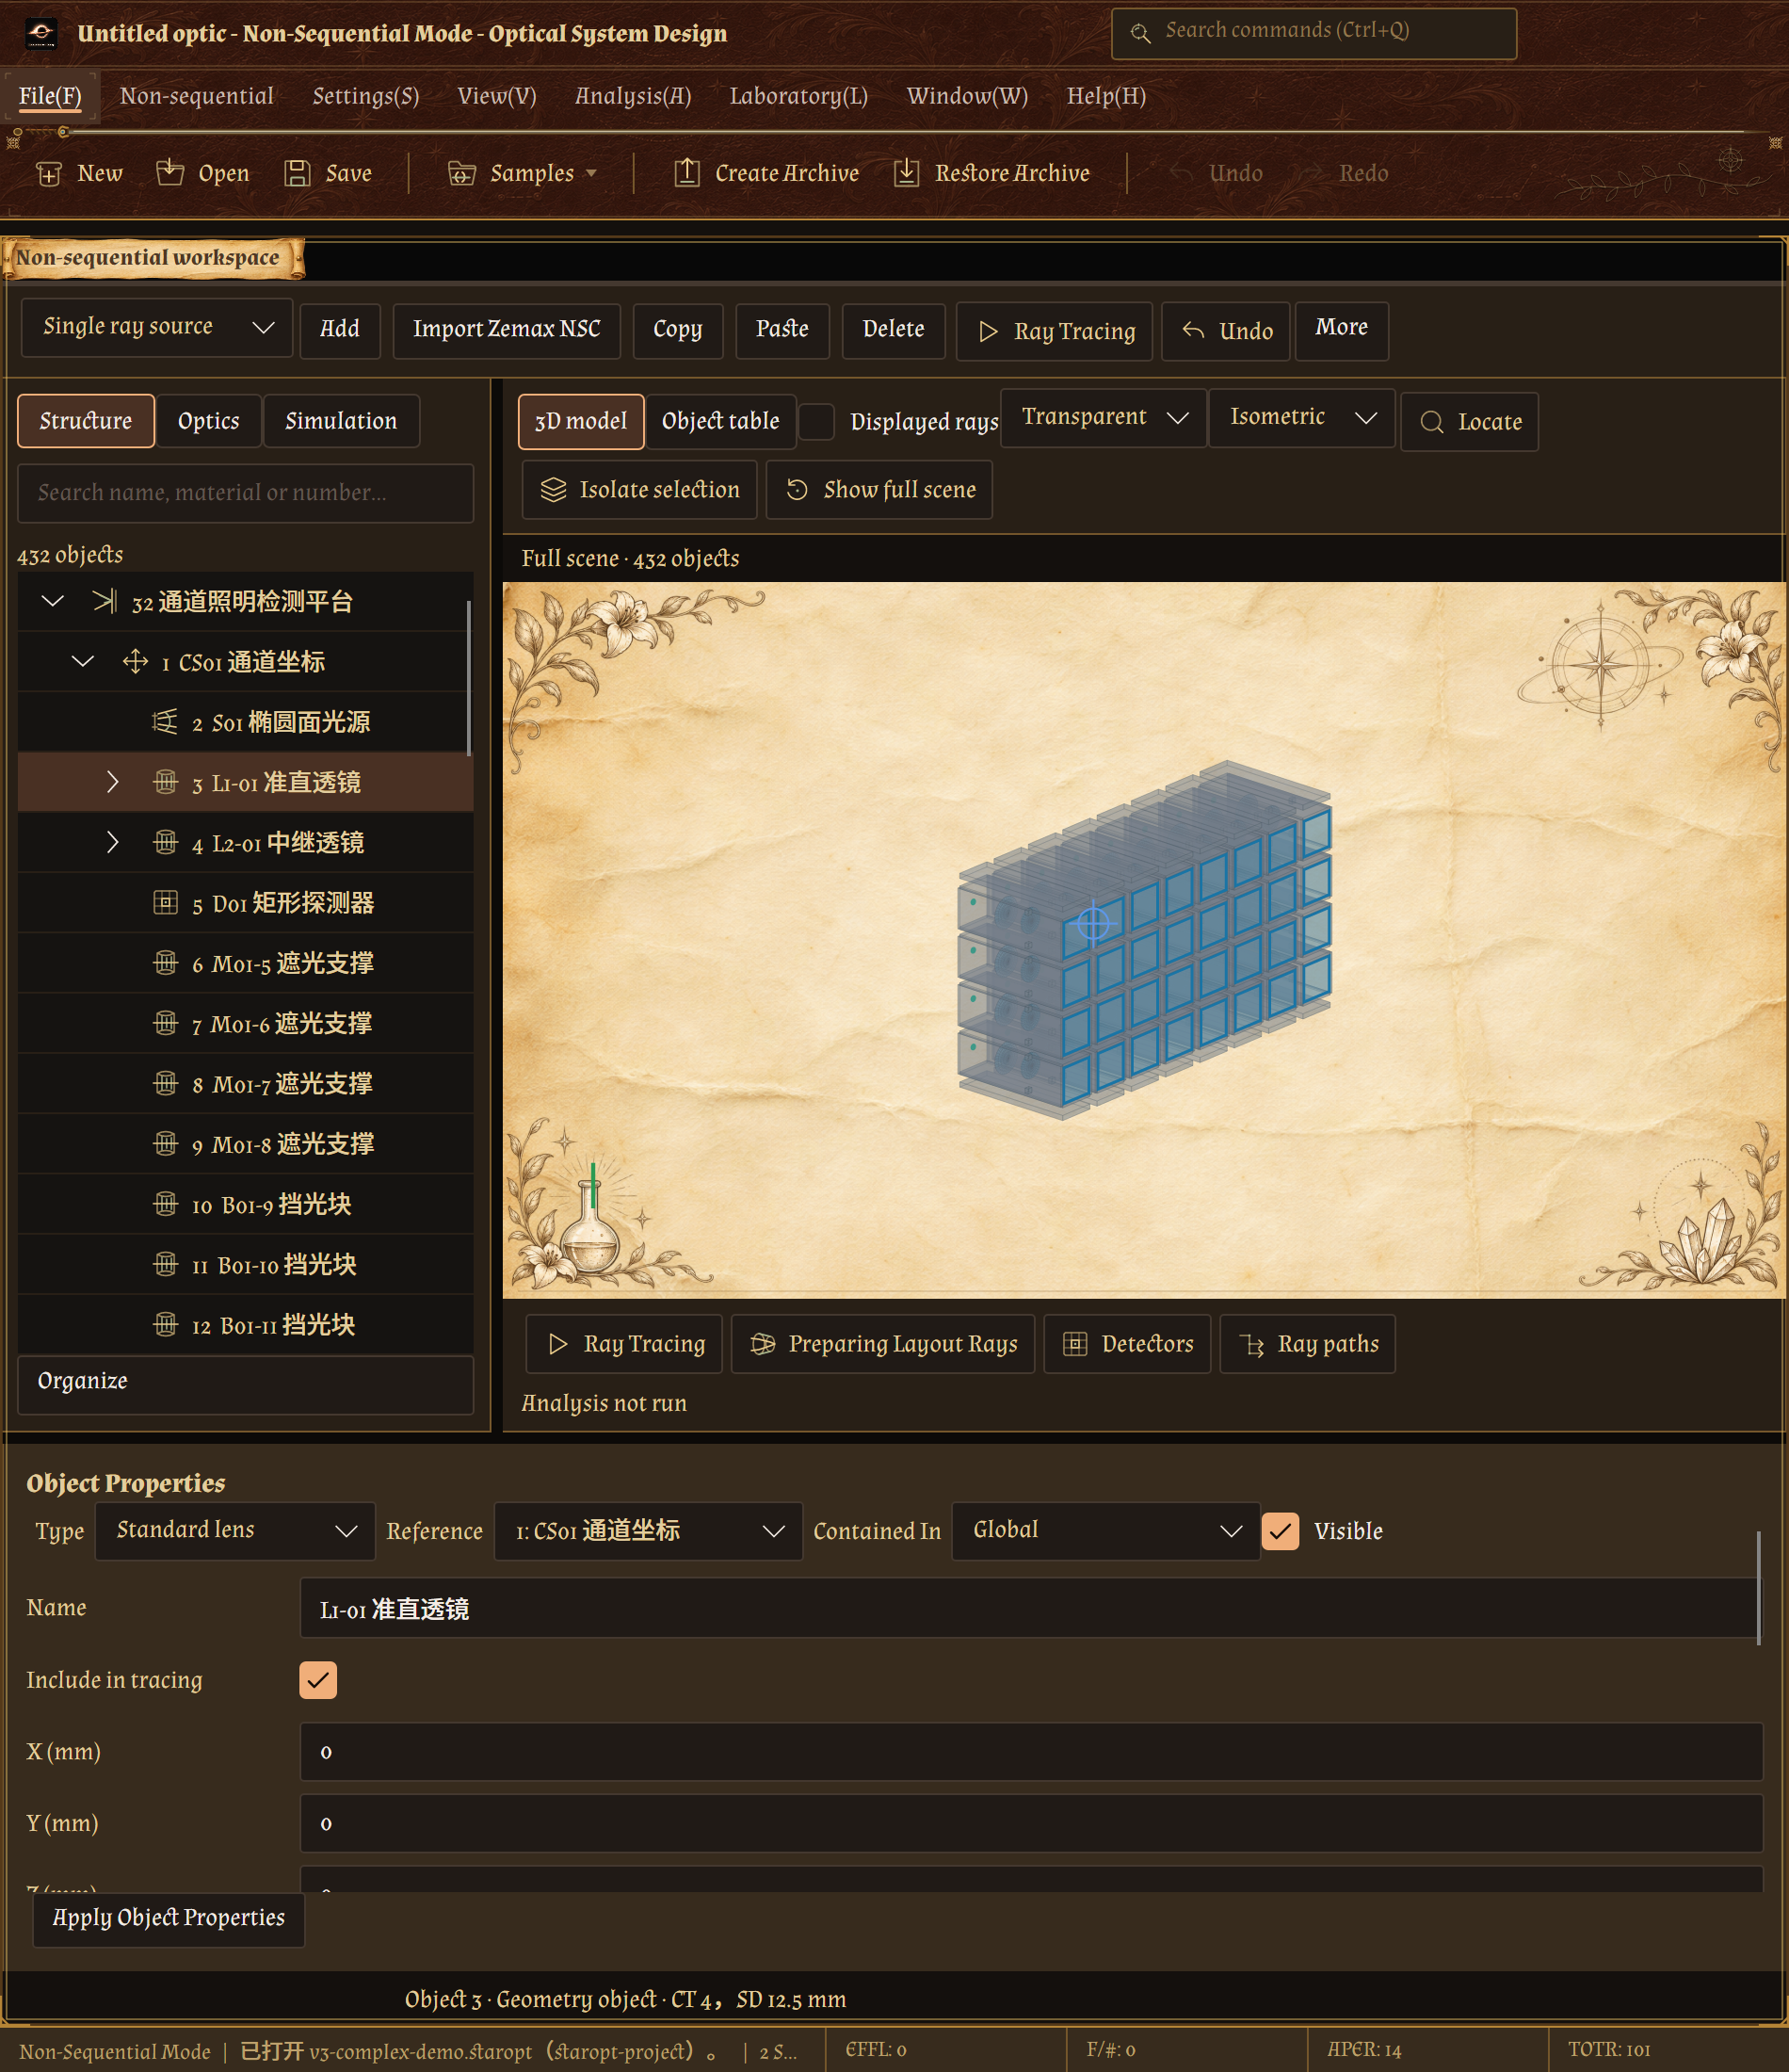 Untitled optic - Non-Sequential Mode - Optical System Design
Search commands (Ctrl+Q)
File(F) Non-sequential Settings(S) View(V) Analysis(A) Laboratory(L) Window(W) Help(H)
New Open Save Samples Create Archive Restore Archive Undo Redo
Non-sequential workspace
Single ray source Add Import Zemax NSC Copy Paste Delete Ray Tracing Undo More
Structure Optics Simulation
Search name, material or number...
432 objects
32 通道照明检测平台
1 CS01 通道坐标
2 S01 椭圆面光源
3 L1-01 准直透镜
4 L2-01 中继透镜
5 D01 矩形探测器
6 M01-5 遮光支撑
7 M01-6 遮光支撑
8 M01-7 遮光支撑
9 M01-8 遮光支撑
10 B01-9 挡光块
11 B01-10 挡光块
12 B01-11 挡光块
Organize
3D model Object table Displayed rays Transparent Isometric Locate
Isolate selection Show full scene
Full scene · 432 objects
Ray Tracing Preparing Layout Rays Detectors Ray paths
Analysis not run
Object Properties
Type Standard lens Reference 1: CS01 通道坐标 Contained In Global Visible
Name L1-01 准直透镜
Include in tracing
X (mm) 0
Y (mm) 0
Apply Object Properties
Object 3 · Geometry object · CT 4，SD 12.5 mm
Non-Sequential Mode | 已打开 v3-complex-demo.staropt（staropt-project）。 | 2 S... EFFL: 0 F/#: 0 APER: 14 TOTR: 101